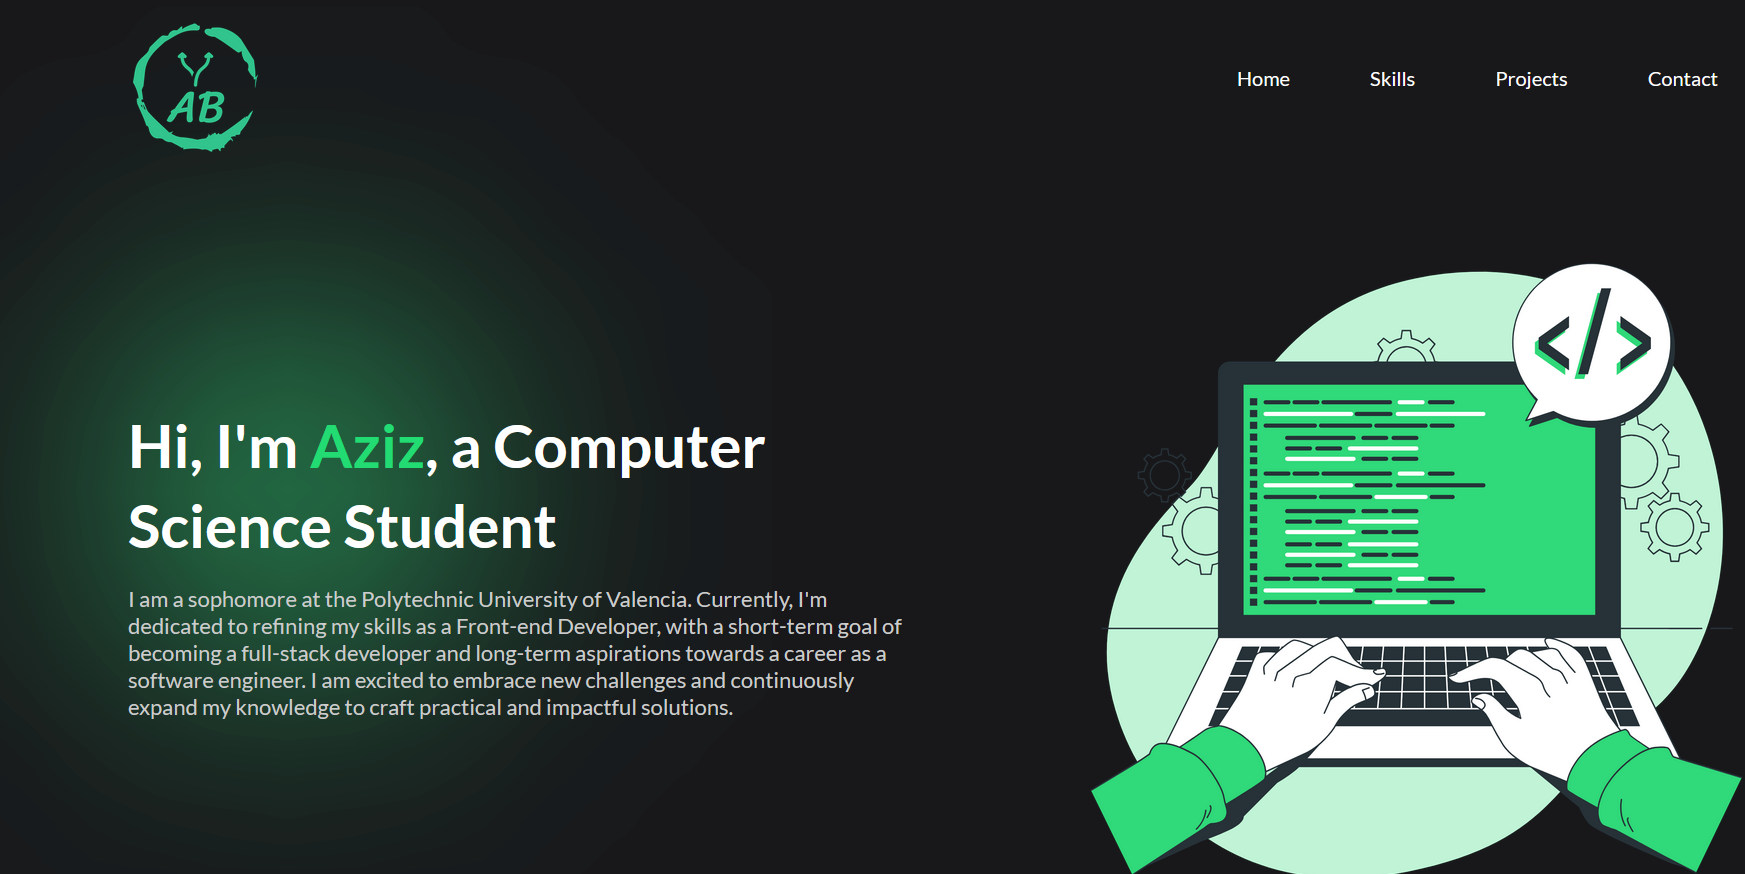 AB
Home Skills Projects Contact
</>
Hi, I'm Aziz, a Computer
Science Student
I am a sophomore at the Polytechnic University of Valencia. Currently, I'm
dedicated to refining my skills as a Front-end Developer, with a short-term goal of
becoming a full-stack developer and long-term aspirations towards a career as a
software engineer. I am excited to embrace new challenges and continuously
expand my knowledge to craft practical and impactful solutions.